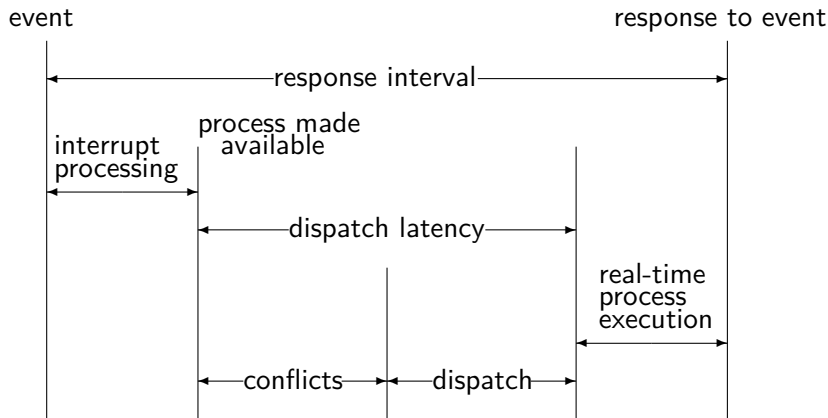 event
response to event
response interval
process made
available
interrupt
processing
dispatch latency
real-time
process
execution
conflicts
dispatch